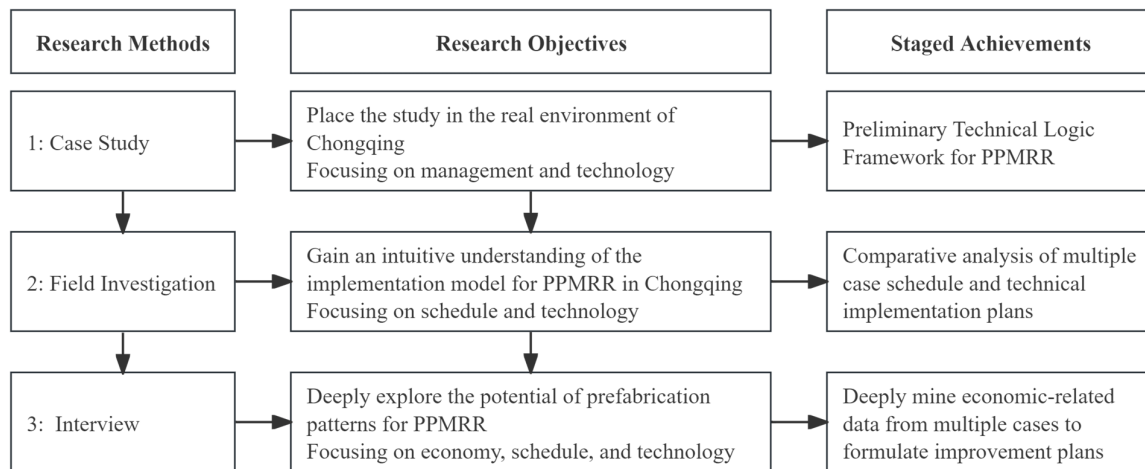 Research Methods
Research Objectives
Staged Achievements
1: Case Study
Place the study in the real environment of
Chongqing
Focusing on management and technology
Preliminary Technical Logic
Framework for PPMRR
2: Field Investigation
Gain an intuitive understanding of the
implementation model for PPMRR in Chongqing
Focusing on schedule and technology
Comparative analysis of multiple
case schedule and technical
implementation plans
3: Interview
Deeply explore the potential of prefabrication
patterns for PPMRR
Focusing on economy, schedule, and technology
Deeply mine economic-related
data from multiple cases to
formulate improvement plans